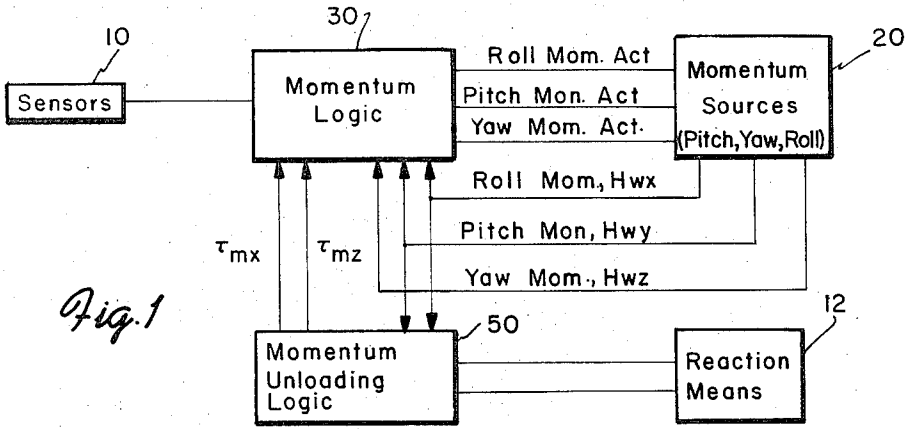 10
30
20
Sensors
Momentum
Logic
Roll Mom. Act
Pitch Mon. Act
Yaw Mom. Act.
Momentum
Sources
(Pitch, Yaw, Roll)
Roll Mom., Hwx
Pitch Mon, Hwy
Yaw Mom., Hwz
τmx
τmz
Fig. 1
50
12
Momentum
Unloading
Logic
Reaction
Means